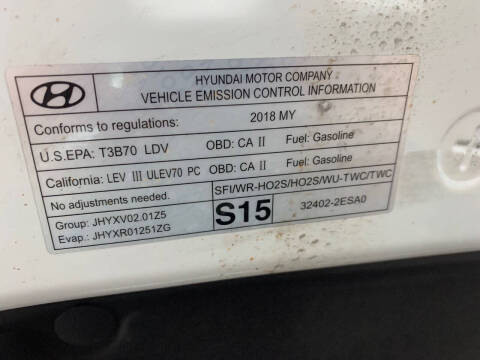 HYUNDAI MOTOR COMPANY
VEHICLE EMISSION CONTROL INFORMATION
Conforms to regulations: 2018 MY
U.S.EPA: T3B70 LDV OBD: CA II Fuel: Gasoline
California: LEV III ULEV70 PC OBD: CA II Fuel: Gasoline
No adjustments needed. SFI/WR-HO2S/HO2S/WU-TWC/TWC
Group: JHYXV02.01Z5 S15 32402-2ESA0
Evap.: JHYXR01251ZG